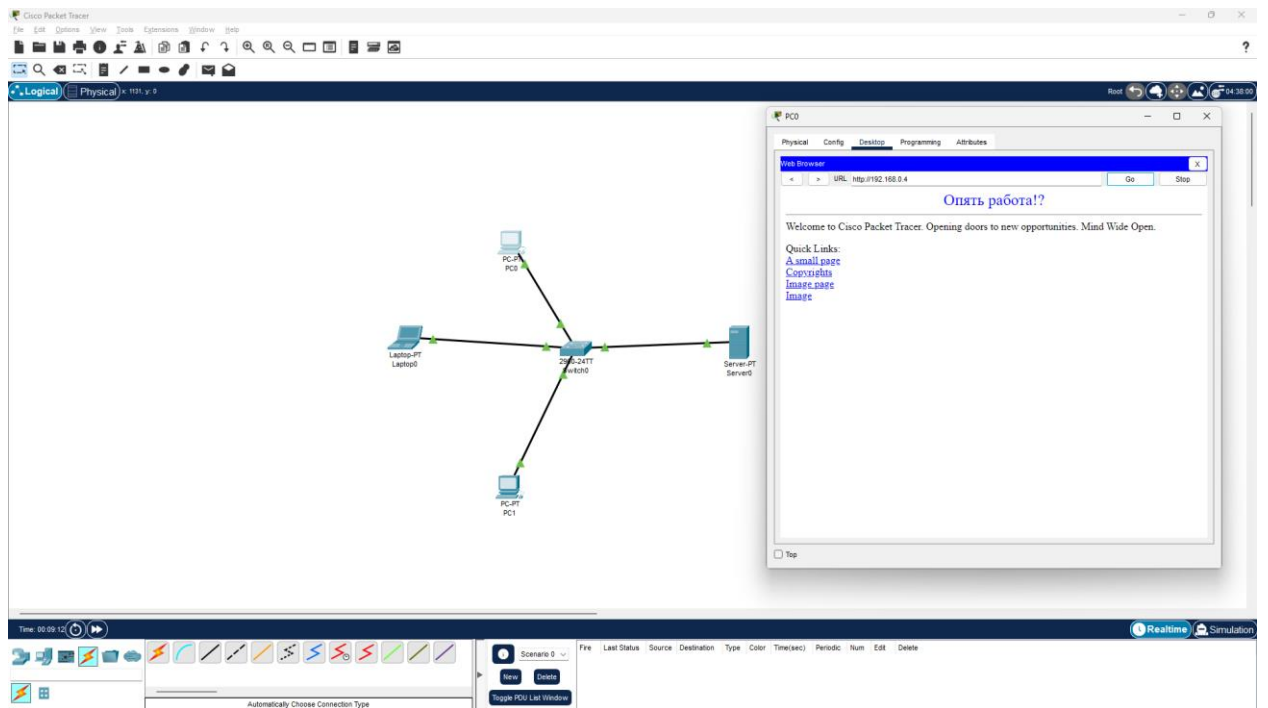 Cisco Packet Tracer
File Edit Options View Tools Extensions Window Help
?
Logical Physical x: 1131, y: 0
Root 04:38:00
PC0
Physical Config Desktop Programming Attributes
Web Browser X
< > URL http://192.168.0.4 Go Stop
Опять работа!?
Welcome to Cisco Packet Tracer. Opening doors to new opportunities. Mind Wide Open.
Quick Links:
A small page
Copyrights
Image page
Image
Top
PC-PT
PC0
Laptop-PT
Laptop0
2960-24TT
Switch0
Server-PT
Server0
PC-PT
PC1
Time: 00:09:12
Realtime Simulation
Scenario 0
New Delete
Toggle PDU List Window
Fire Last Status Source Destination Type Color Time(sec) Periodic Num Edit Delete
Automatically Choose Connection Type